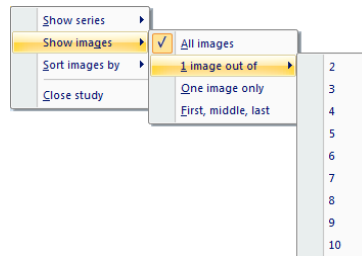 Show series
Show images
Sort images by
Close study
All images
1 image out of
One image only
First, middle, last
2
3
4
5
6
7
8
9
10